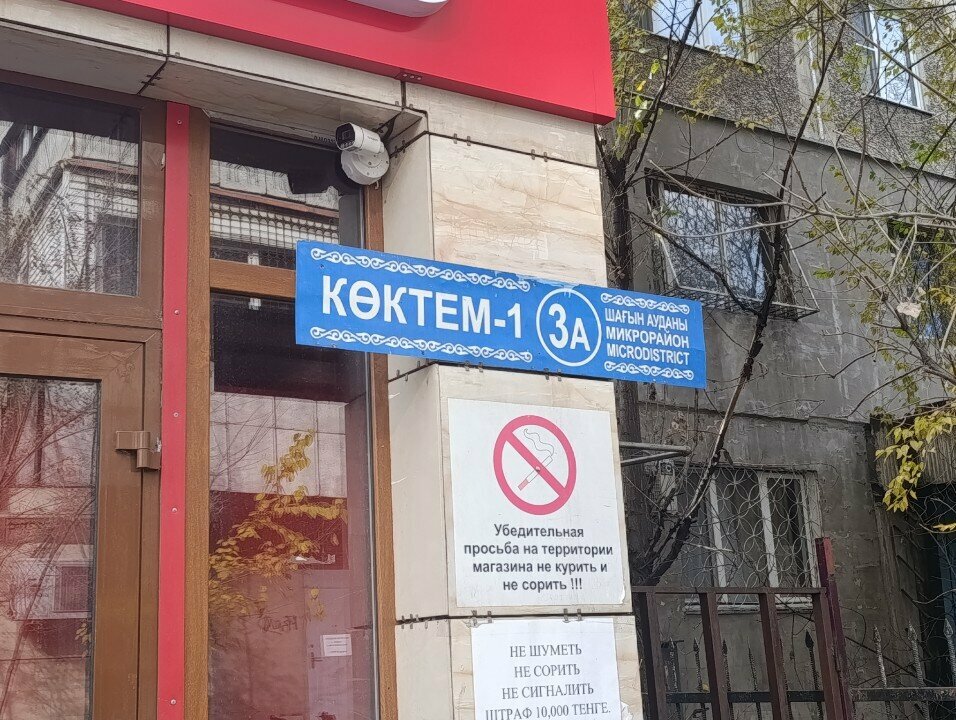 КӨКТЕМ-1
3А
ШАҒЫН АУДАНЫ
МИКРОРАЙОН
MICRODISTRICT
Убедительная
просьба на территории
магазина не курить и
не сорить !!!
НЕ ШУМЕТЬ
НЕ СОРИТЬ
НЕ СИГНАЛИТЬ
ШТРАФ 10,000 ТЕНГЕ.